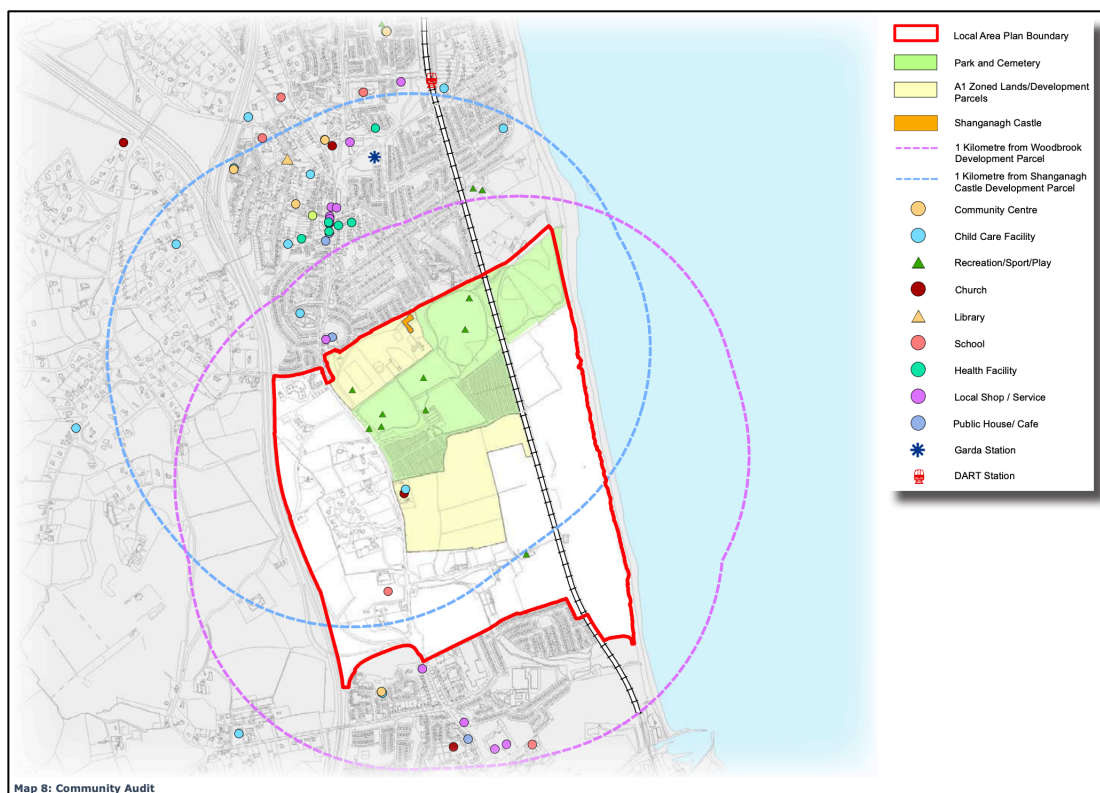 Local Area Plan Boundary
Park and Cemetery
A1 Zoned Lands/Development
Parcels
Shanganagh Castle
1 Kilometre from Woodbrook
Development Parcel
1 Kilometre from Shanganagh
Castle Development Parcel
Community Centre
Child Care Facility
Recreation/Sport/Play
Church
Library
School
Health Facility
Local Shop / Service
Public House/ Cafe
Garda Station
DART Station
Map 8: Community Audit